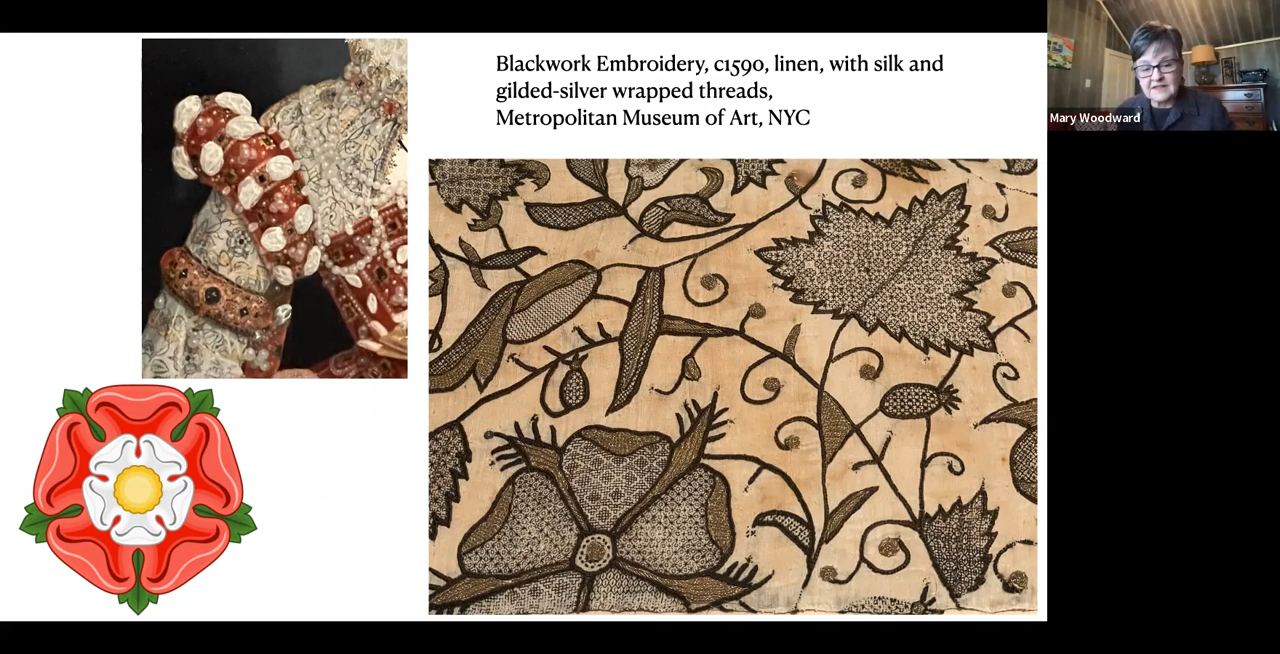 Blackwork Embroidery, c1590, linen, with silk and
gilded-silver wrapped threads,
Metropolitan Museum of Art, NYC
Mary Woodward